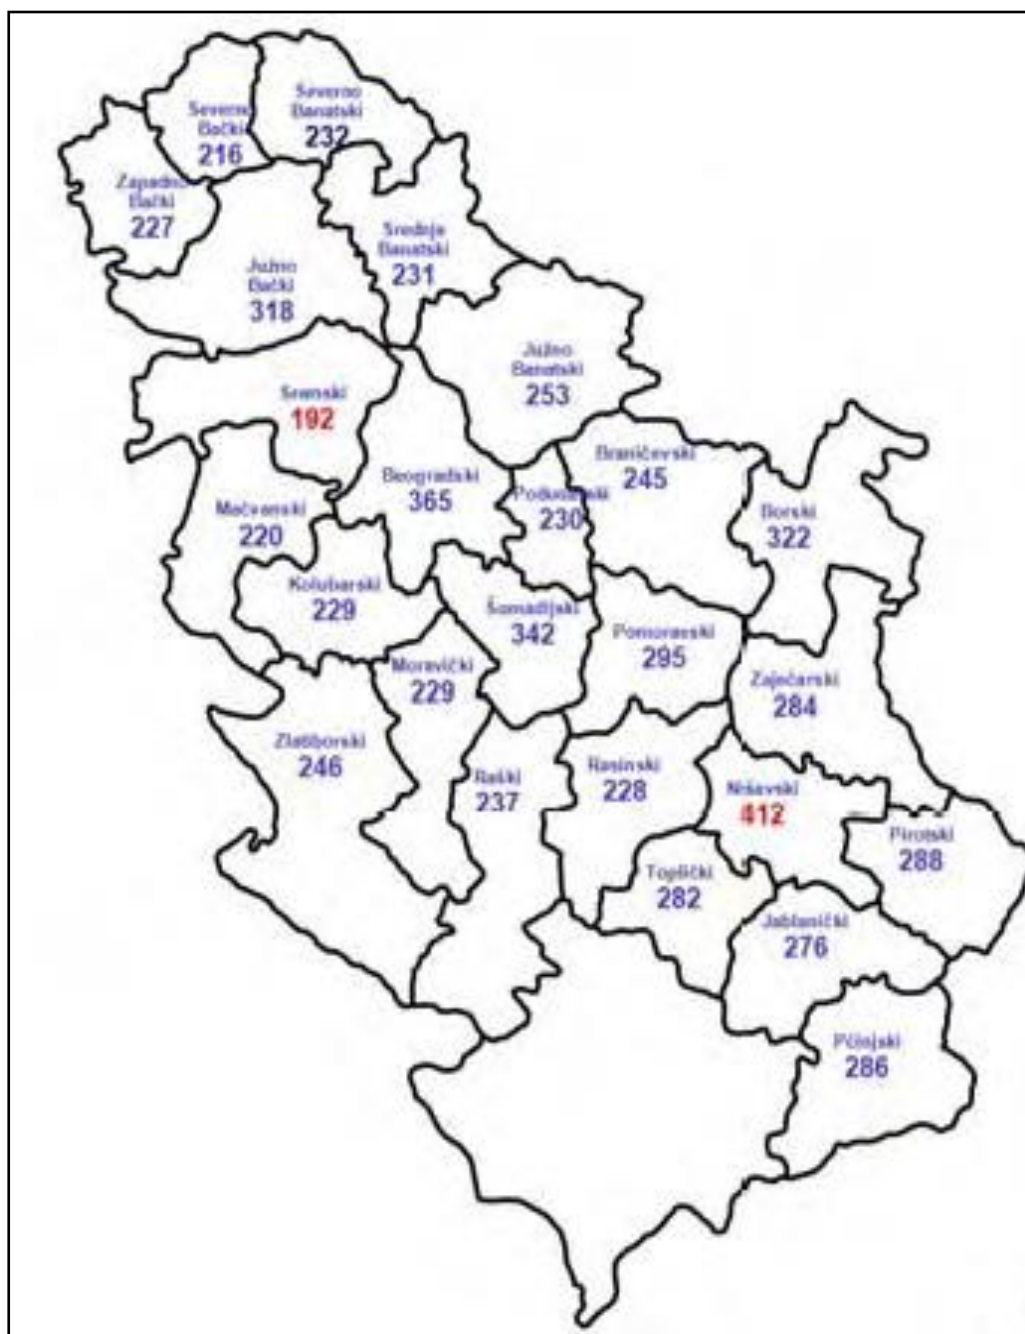 Severno
Banatski
232
Severno
Bački
216
Zapadno
Bački
227
Srednje
Banatski
231
Južno
Bački
318
Južno
Banatski
253
Sremski
192
Braničevski
245
Beogradski
365
Podunavski
230
Mačvanski
220
Borski
322
Kolubarski
229
Šumadijski
342
Pomoravski
295
Moravički
229
Zaječarski
284
Zlatiborski
246
Raški
237
Rasinski
228
Nišavski
412
Pirotski
288
Toplički
282
Jablanički
276
Pčinjski
286